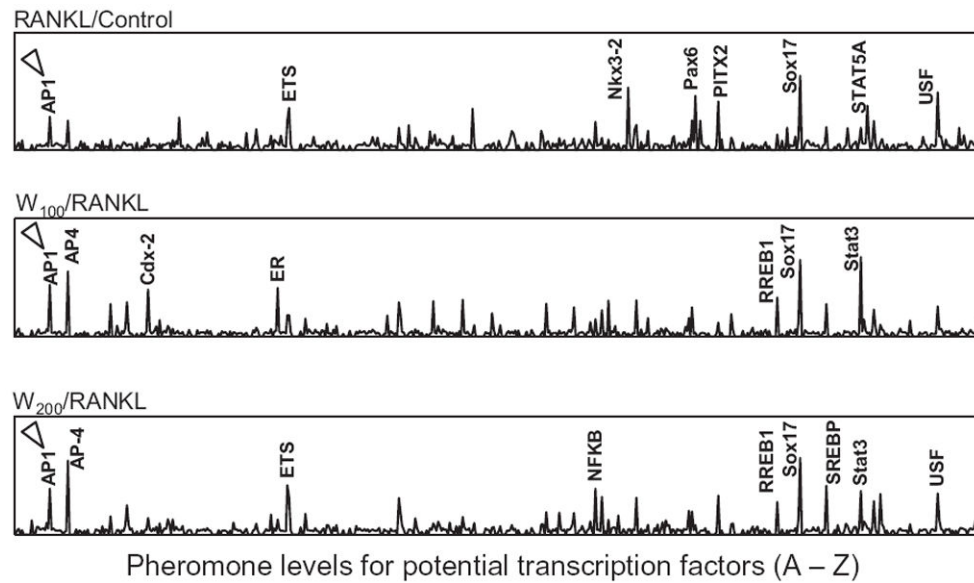 RANKL/Control
AP1
ETS
Nkx3-2
Pax6
PITX2
Sox17
STAT5A
USF
W100/RANKL
AP1
AP4
Cdx-2
ER
RREB1
Sox17
Stat3
W200/RANKL
AP1
AP-4
ETS
NFKB
RREB1
Sox17
SREBP
Stat3
USF
Pheromone levels for potential transcription factors (A – Z)